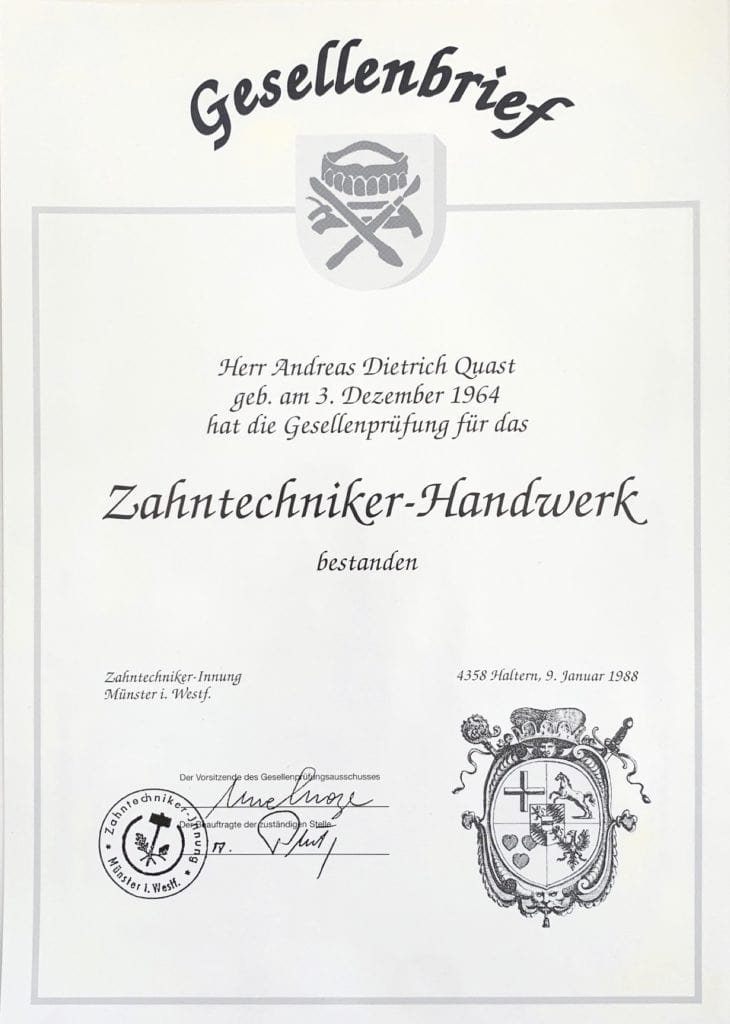 Gesellenbrief
Herr Andreas Dietrich Quast
geb. am 3. Dezember 1964
hat die Gesellenprüfung für das
Zahntechniker-Handwerk
bestanden
Zahntechniker-Innung
Münster i. Westf.
4358 Haltern, 9. Januar 1988
Der Vorsitzende des Gesellenprüfungsausschusses
Der Beauftragte der zuständigen Stelle
* Zahntechniker-Innung *
Münster i. Westf.